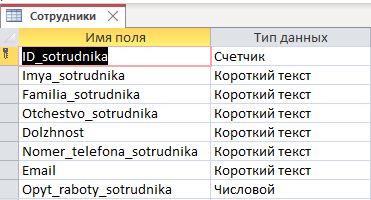 Сотрудники
Имя поля Тип данных
ID_sotrudnika Счетчик
Imya_sotrudnika Короткий текст
Familia_sotrudnika Короткий текст
Otchestvo_sotrudnika Короткий текст
Dolzhnost Короткий текст
Nomer_telefona_sotrudnika Короткий текст
Email Короткий текст
Opyt_raboty_sotrudnika Числовой